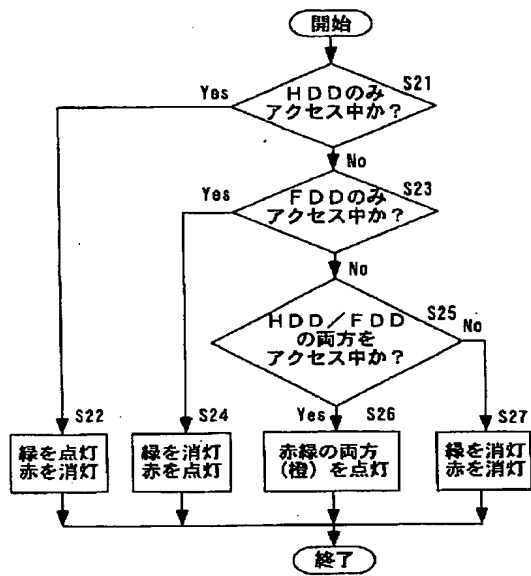 開始
S21
HDDのみ
アクセス中か？
Yes
No
S23
FDDのみ
アクセス中か？
Yes
No
S25
HDD／FDD
の両方を
アクセス中か？
No
Yes
S22
緑を点灯
赤を消灯
S24
緑を消灯
赤を点灯
S26
赤緑の両方
(橙)を点灯
S27
緑を消灯
赤を消灯
終了